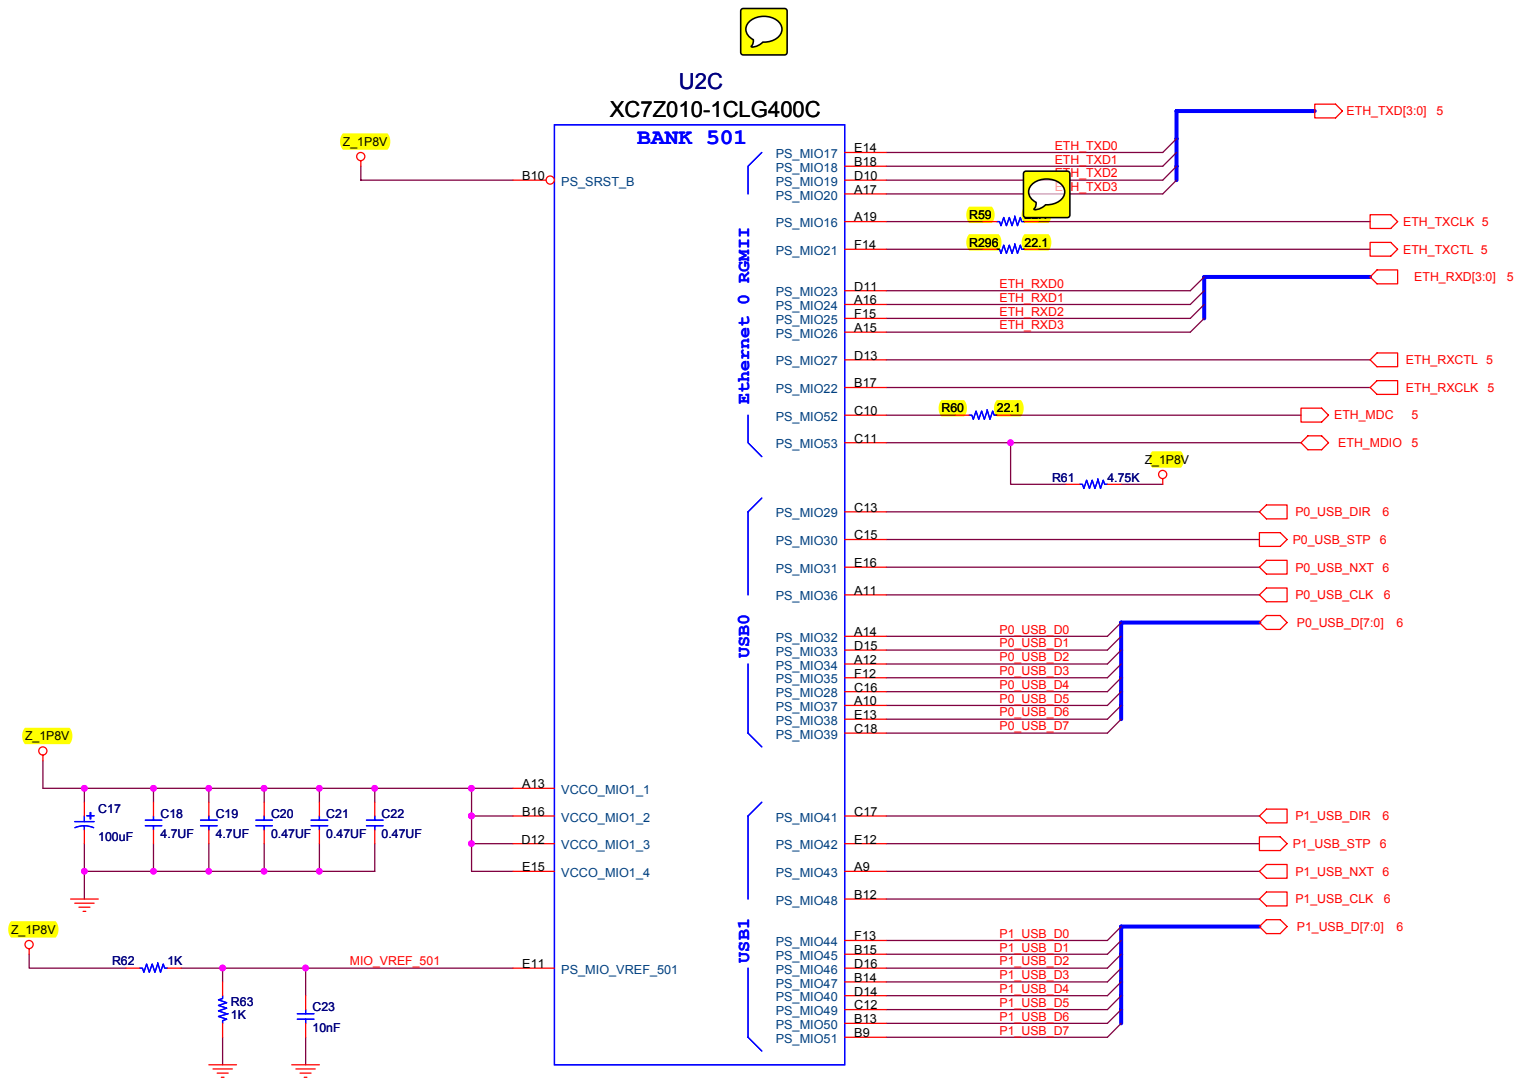 U2C
XC7Z010-1CLG400C
BANK 501
Z_1P8V
B10 PS_SRST_B
Ethernet 0 RGMII
PS_MIO17 E14 ETH_TXD0
PS_MIO18 B18 ETH_TXD1
PS_MIO19 D10 ETH_TXD2
PS_MIO20 A17 TH_TXD3
ETH_TXD[3:0] 5
PS_MIO16 A19 R59 ETH_TXCLK 5
PS_MIO21 F14 R296 22.1 ETH_TXCTL 5
ETH_RXD[3:0] 5
PS_MIO23 D11 ETH_RXD0
PS_MIO24 A16 ETH_RXD1
PS_MIO25 F15 ETH_RXD2
PS_MIO26 A15 ETH_RXD3
PS_MIO27 D13 ETH_RXCTL 5
PS_MIO22 B17 ETH_RXCLK 5
PS_MIO52 C10 R60 22.1 ETH_MDC 5
PS_MIO53 C11 ETH_MDIO 5
Z_1P8V
R61 4.75K
USB0
PS_MIO29 C13 P0_USB_DIR 6
PS_MIO30 C15 P0_USB_STP 6
PS_MIO31 E16 P0_USB_NXT 6
PS_MIO36 A11 P0_USB_CLK 6
P0_USB_D[7:0] 6
PS_MIO32 A14 P0_USB_D0
PS_MIO33 D15 P0_USB_D1
PS_MIO34 A12 P0_USB_D2
PS_MIO35 F12 P0_USB_D3
PS_MIO28 C16 P0_USB_D4
PS_MIO37 A10 P0_USB_D5
PS_MIO38 E13 P0_USB_D6
PS_MIO39 C18 P0_USB_D7
Z_1P8V
A13 VCCO_MIO1_1
B16 VCCO_MIO1_2
D12 VCCO_MIO1_3
E15 VCCO_MIO1_4
+ C17 C18 C19 C20 C21 C22
100uF 4.7UF 4.7UF 0.47UF 0.47UF 0.47UF
USB1
PS_MIO41 C17 P1_USB_DIR 6
PS_MIO42 E12 P1_USB_STP 6
PS_MIO43 A9 P1_USB_NXT 6
PS_MIO48 B12 P1_USB_CLK 6
P1_USB_D[7:0] 6
PS_MIO44 F13 P1_USB_D0
PS_MIO45 B15 P1_USB_D1
PS_MIO46 D16 P1_USB_D2
PS_MIO47 B14 P1_USB_D3
PS_MIO40 D14 P1_USB_D4
PS_MIO49 C12 P1_USB_D5
PS_MIO50 B13 P1_USB_D6
PS_MIO51 B9 P1_USB_D7
Z_1P8V
R62 1K MIO_VREF_501 E11 PS_MIO_VREF_501
R63
1K
C23
10nF